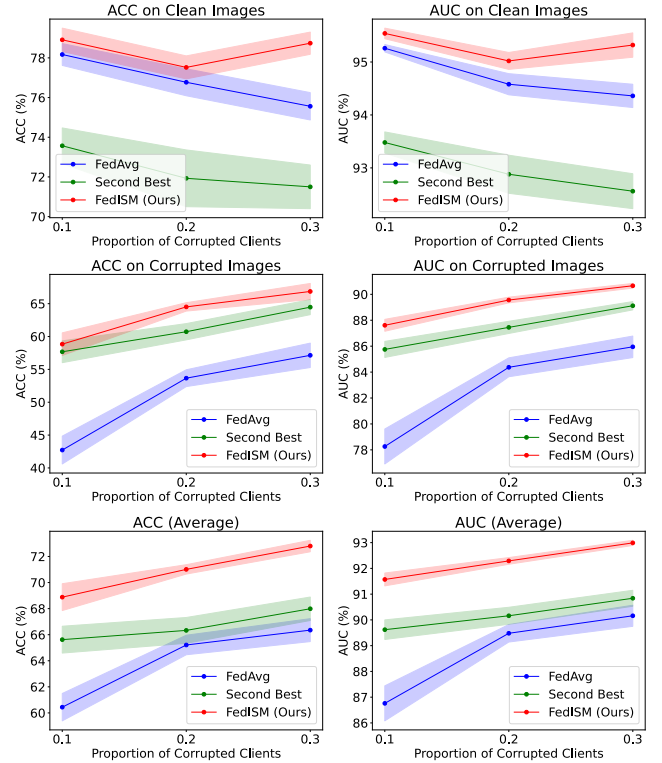 ACC on Clean Images
ACC (%)
78
76
74
72
70
FedAvg
Second Best
FedISM (Ours)
0.1
0.2
0.3
Proportion of Corrupted Clients
AUC on Clean Images
AUC (%)
95
94
93
FedAvg
Second Best
FedISM (Ours)
0.1
0.2
0.3
Proportion of Corrupted Clients
ACC on Corrupted Images
ACC (%)
65
60
55
50
45
40
FedAvg
Second Best
FedISM (Ours)
0.1
0.2
0.3
Proportion of Corrupted Clients
AUC on Corrupted Images
AUC (%)
90
88
86
84
82
80
78
FedAvg
Second Best
FedISM (Ours)
0.1
0.2
0.3
Proportion of Corrupted Clients
ACC (Average)
ACC (%)
72
70
68
66
64
62
60
FedAvg
Second Best
FedISM (Ours)
0.1
0.2
0.3
Proportion of Corrupted Clients
AUC (Average)
AUC (%)
93
92
91
90
89
88
87
86
FedAvg
Second Best
FedISM (Ours)
0.1
0.2
0.3
Proportion of Corrupted Clients